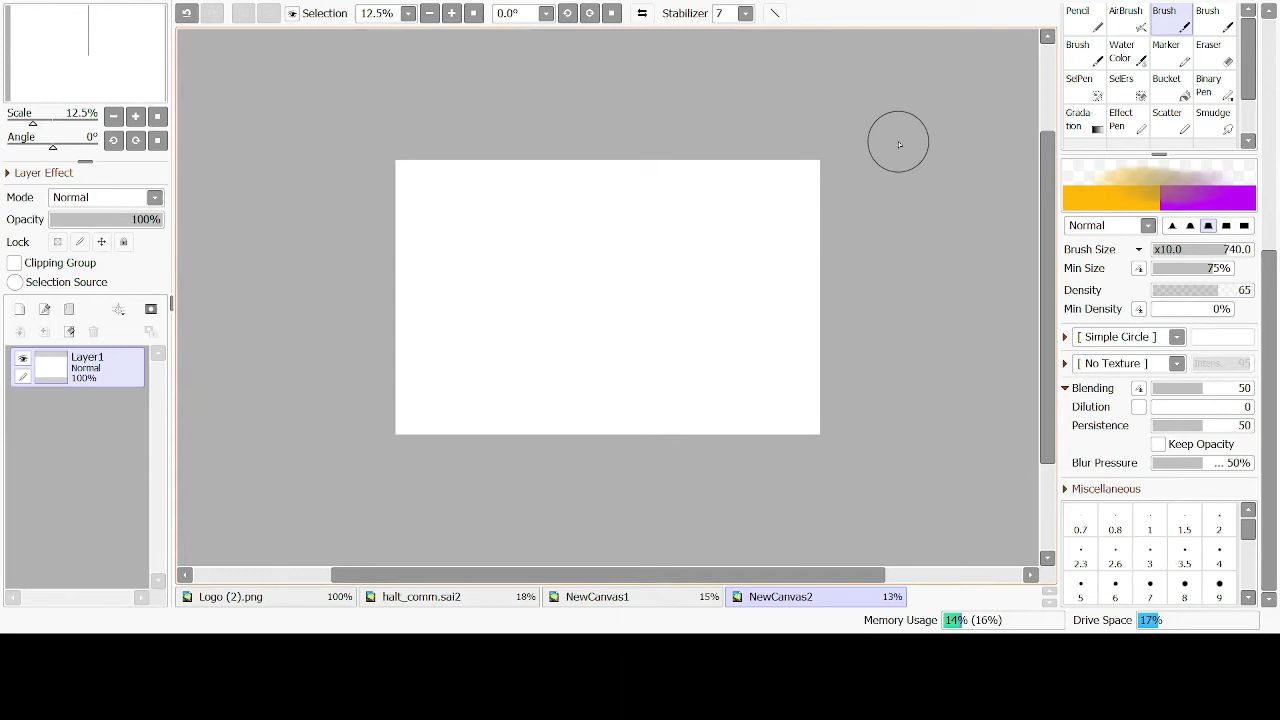 Selection 12.5% 0.0° Stabilizer 7
Scale 12.5%
Angle 0°
Layer Effect
Mode Normal
Opacity 100%
Lock
Clipping Group
Selection Source
Layer1
Normal
100%
Logo (2).png 100% halt_comm.sai2 18% NewCanvas1 15% NewCanvas2 13%
Memory Usage 14% (16%) Drive Space 17%
Pencil AirBrush Brush Brush
Brush Water Color Marker Eraser
SelPen SelErs Bucket Binary Pen
Grada-
tion Effect Pen Scatter Smudge
Normal
Brush Size x10.0 740.0
Min Size 75%
Density 65
Min Density 0%
[ Simple Circle ]
[ No Texture ] Intens. 95
Blending 50
Dilution 0
Persistence 50
Keep Opacity
Blur Pressure ... 50%
Miscellaneous
0.7 0.8 1 1.5 2
2.3 2.6 3 3.5 4
5 6 7 8 9